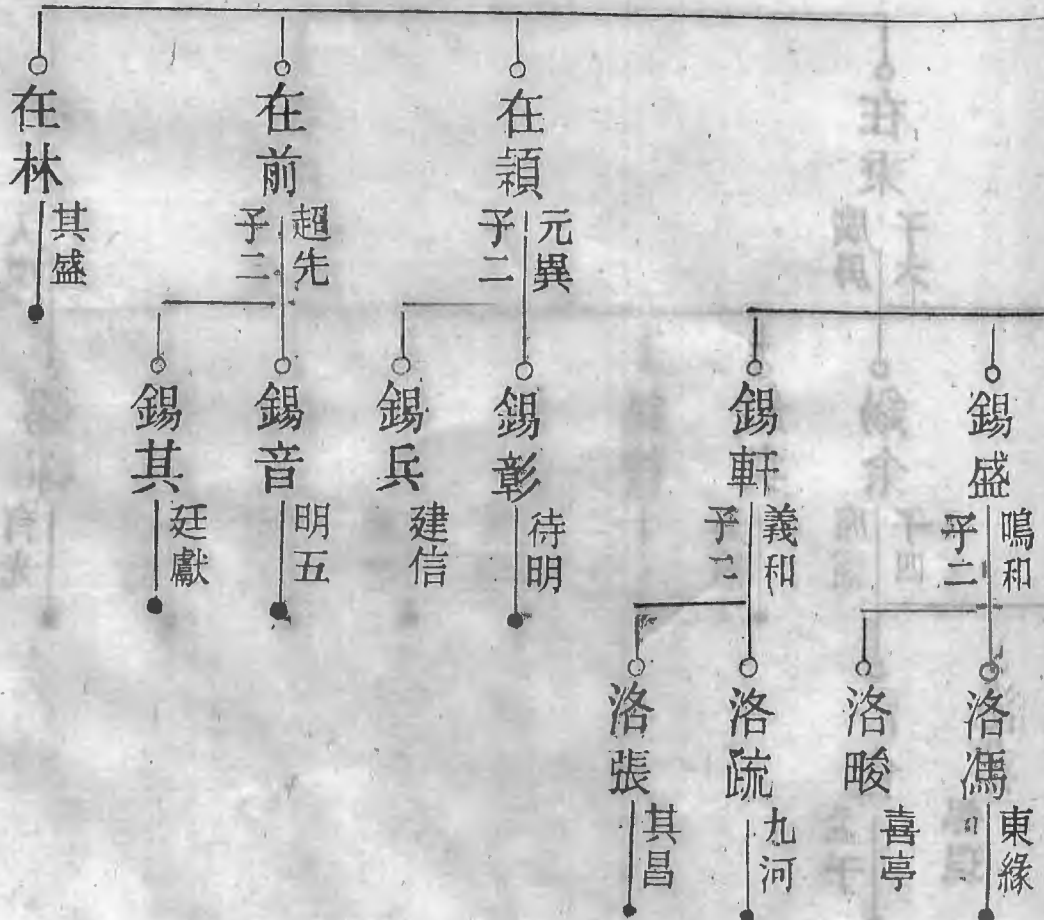 在頴
元異
子二
在前
超先
子二
在林
其盛
錫盛
鳴和
子二
錫軒
義和
子二
錫彰
待明
錫兵
建信
錫音
明五
錫其
廷獻
洛溤
東緣
洛畯
喜亭
洛䟽
九河
洛張
其昌